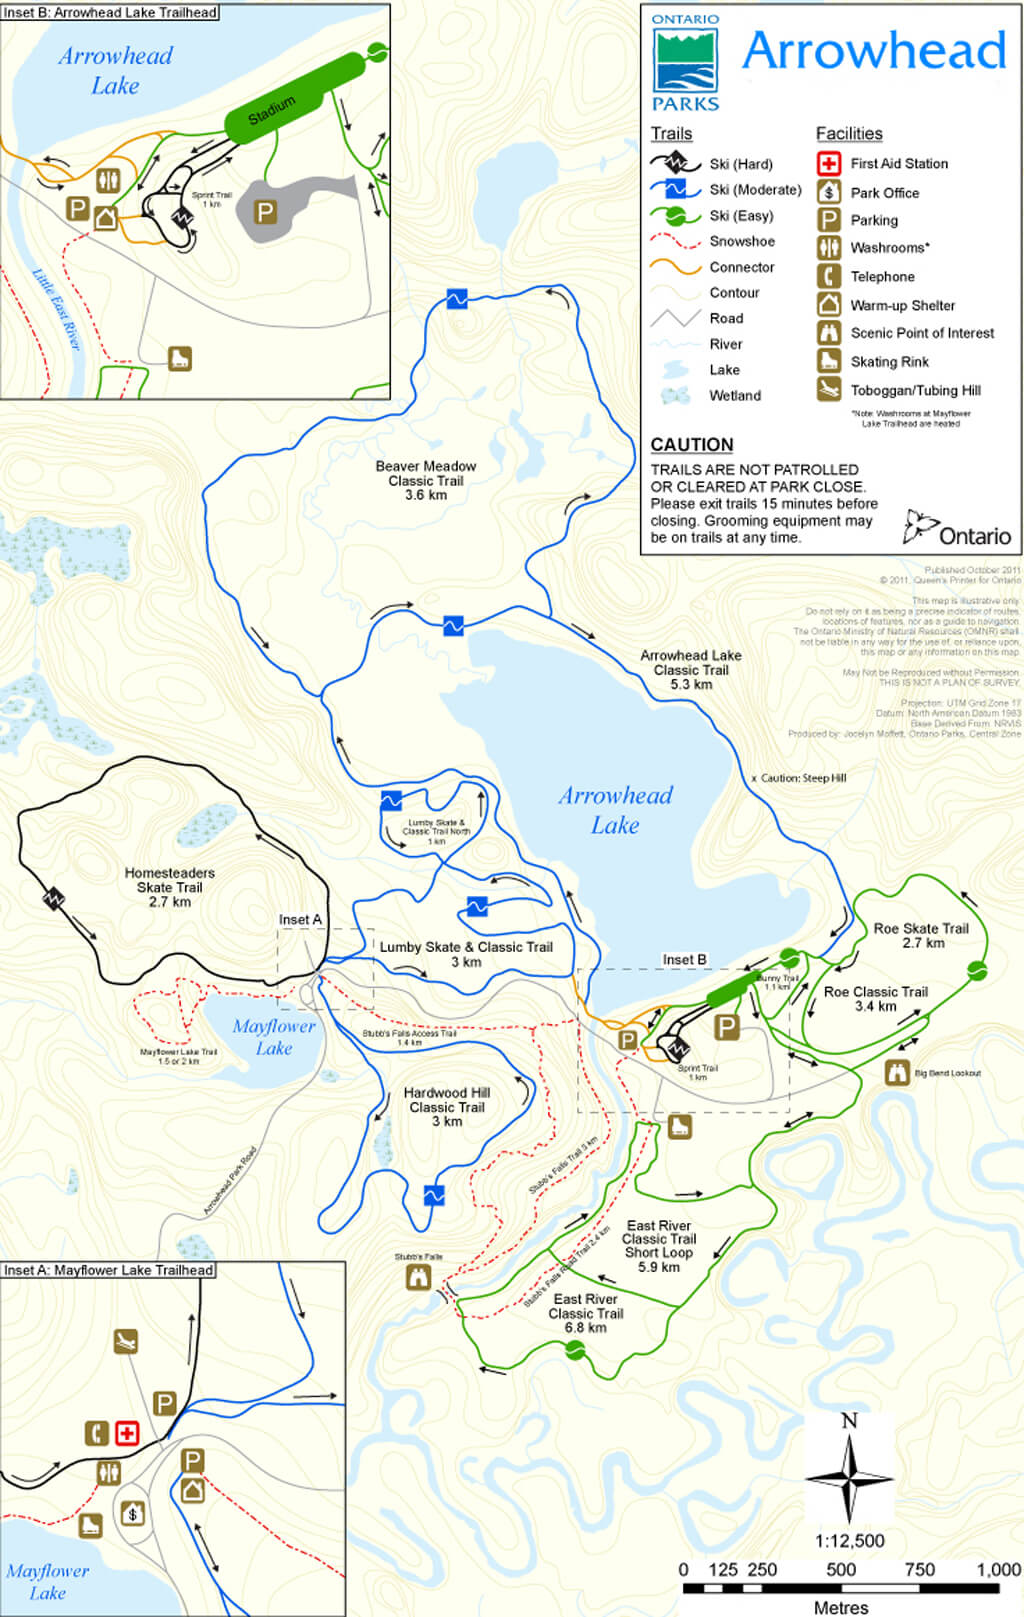 Inset B: Arrowhead Lake Trailhead
Arrowhead
Lake
Stadium
Sprint Trail
1 km
P
P
Little East River
ONTARIO
PARKS
Arrowhead
Trails
Ski (Hard)
Ski (Moderate)
Ski (Easy)
Snowshoe
Connector
Contour
Road
River
Lake
Wetland
Facilities
First Aid Station
$ Park Office
P Parking
Washrooms*
Telephone
Warm-up Shelter
Scenic Point of Interest
Skating Rink
Toboggan/Tubing Hill
*Note: Washrooms at Mayflower
Lake Trailhead are heated
CAUTION
TRAILS ARE NOT PATROLLED
OR CLEARED AT PARK CLOSE.
Please exit trails 15 minutes before
closing. Grooming equipment may
be on trails at any time.
Ontario
Published October 2011
© 2011, Queen's Printer for Ontario
This map is illustrative only.
Do not rely on it as being a precise indicator of routes,
locations of features, nor as a guide to navigation.
The Ontario Ministry of Natural Resources (OMNR) shall
not be liable in any way for the use of, or reliance upon,
this map or any information on this map.
May Not be Reproduced without Permission.
THIS IS NOT A PLAN OF SURVEY.
Projection: UTM Grid Zone 17
Datum: North American Datum 1983
Base Derived From: NRVIS
Produced by: Jocelyn Moffett, Ontario Parks, Central Zone
Beaver Meadow
Classic Trail
3.6 km
Arrowhead Lake
Classic Trail
5.3 km
x Caution: Steep Hill
Arrowhead
Lake
Lumby Skate &
Classic Trail North
1 km
Homesteaders
Skate Trail
2.7 km
Inset A
Lumby Skate & Classic Trail
3 km
Inset B
Roe Skate Trail
2.7 km
Bunny Trail
1.1 km
Roe Classic Trail
3.4 km
P
P
Sprint Trail
1 km
Big Bend Lookout
Mayflower
Lake
Mayflower Lake Trail
1.5 or 2 km
Stubb's Falls Access Trail
1.4 km
Hardwood Hill
Classic Trail
3 km
Arrowhead Park Road
Stubb's Falls Trail 3 km
Stubb's Falls Road Trail 2.4 km
Stubb's Falls
East River
Classic Trail
Short Loop
5.9 km
East River
Classic Trail
6.8 km
Inset A: Mayflower Lake Trailhead
P
P
$
Mayflower
Lake
N
1:12,500
0 125 250 500 750 1,000
Metres